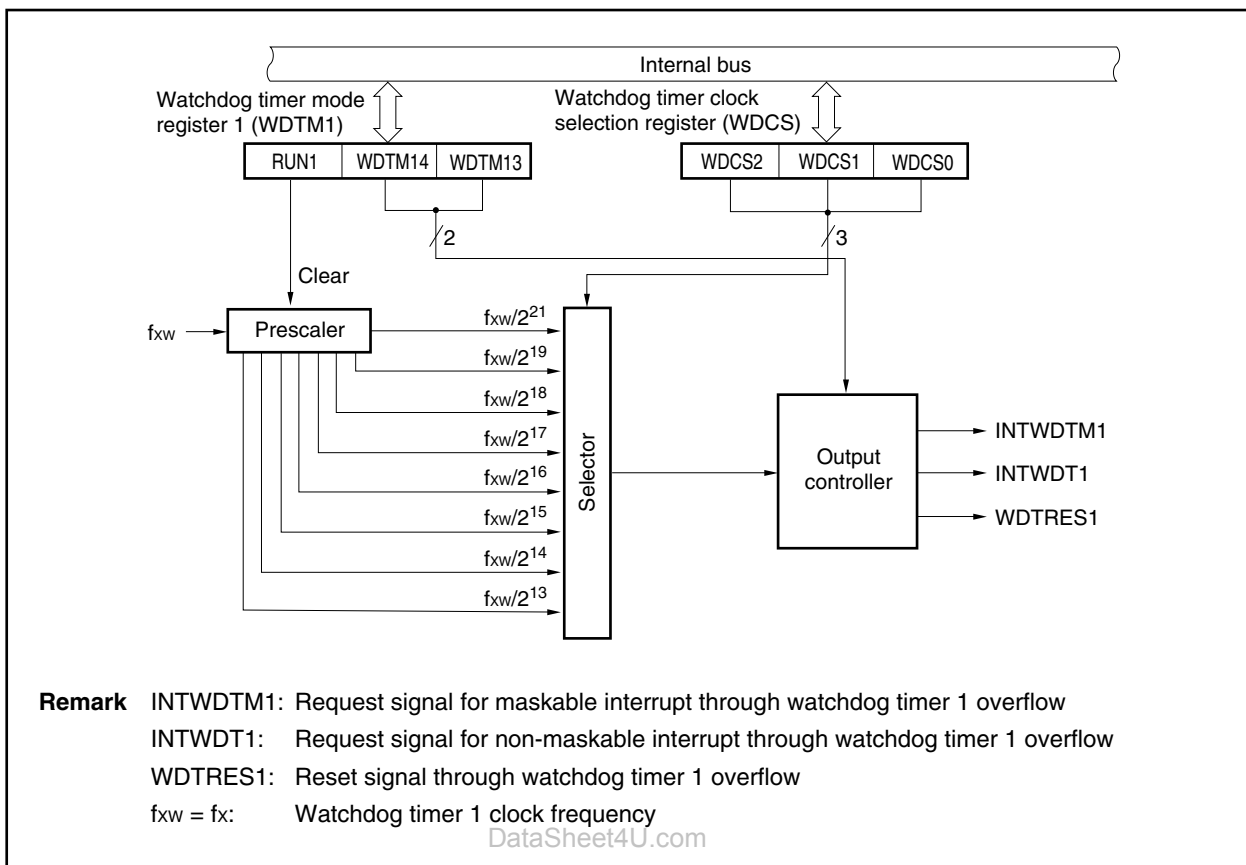 Internal bus
Watchdog timer mode
register 1 (WDTM1)
Watchdog timer clock
selection register (WDCS)
RUN1 WDTM14 WDTM13
WDCS2 WDCS1 WDCS0
2
3
Clear
fxw
Prescaler
fxw/2^21
fxw/2^19
fxw/2^18
fxw/2^17
fxw/2^16
fxw/2^15
fxw/2^14
fxw/2^13
Selector
Output
controller
INTWDTM1
INTWDT1
WDTRES1
Remark INTWDTM1: Request signal for maskable interrupt through watchdog timer 1 overflow
INTWDT1: Request signal for non-maskable interrupt through watchdog timer 1 overflow
WDTRES1: Reset signal through watchdog timer 1 overflow
fxw = fx: Watchdog timer 1 clock frequency
DataSheet4U.com